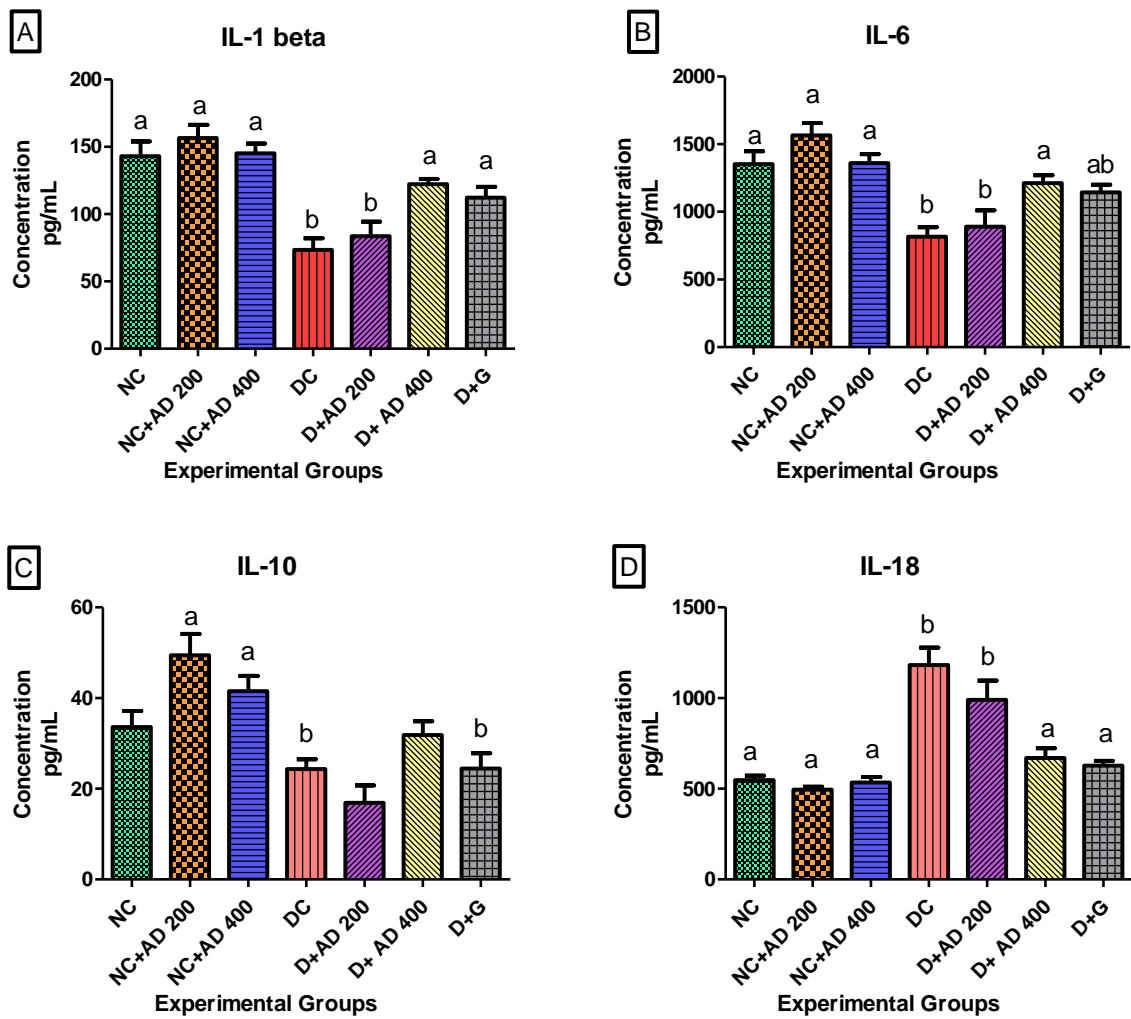 A
IL-1 beta
Concentration
pg/mL
200
150
100
50
0
a
a
a
b
b
a
a
NC
NC+AD 200
NC+AD 400
DC
D+AD 200
D+ AD 400
D+G
Experimental Groups
B
IL-6
Concentration
pg/mL
2000
1500
1000
500
0
a
a
a
b
b
a
ab
NC
NC+AD 200
NC+AD 400
DC
D+AD 200
D+ AD 400
D+G
Experimental Groups
C
IL-10
Concentration
pg/mL
60
40
20
0
a
a
b
b
NC
NC+AD 200
NC+AD 400
DC
D+AD 200
D+ AD 400
D+G
Experimental Groups
D
IL-18
Concentration
pg/mL
1500
1000
500
0
a
a
a
b
b
a
a
NC
NC+AD 200
NC+AD 400
DC
D+AD 200
D+ AD 400
D+G
Experimental Groups